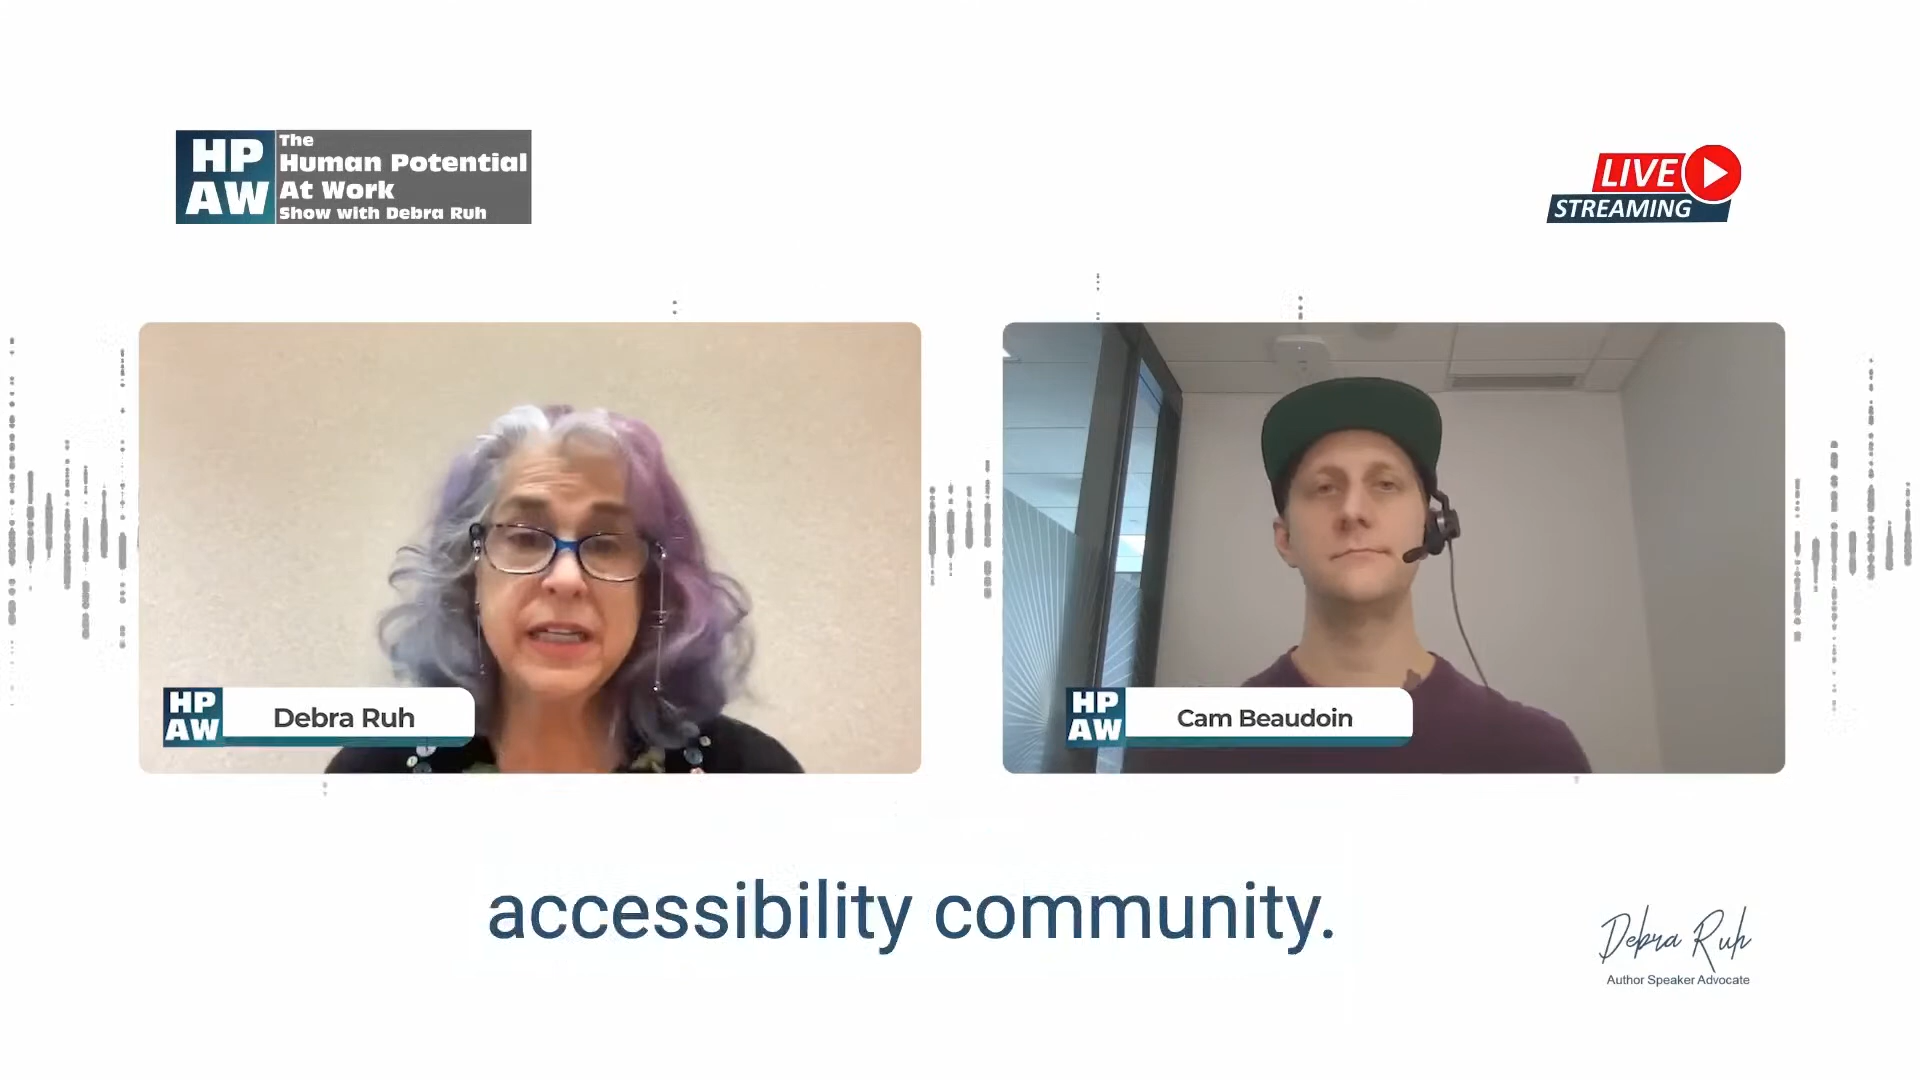 HP
AW
The
Human Potential
At Work
Show with Debra Ruh
LIVE
STREAMING
HP
AW
Debra Ruh
HP
AW
Cam Beaudoin
accessibility community.
Debra Ruh
Author Speaker Advocate